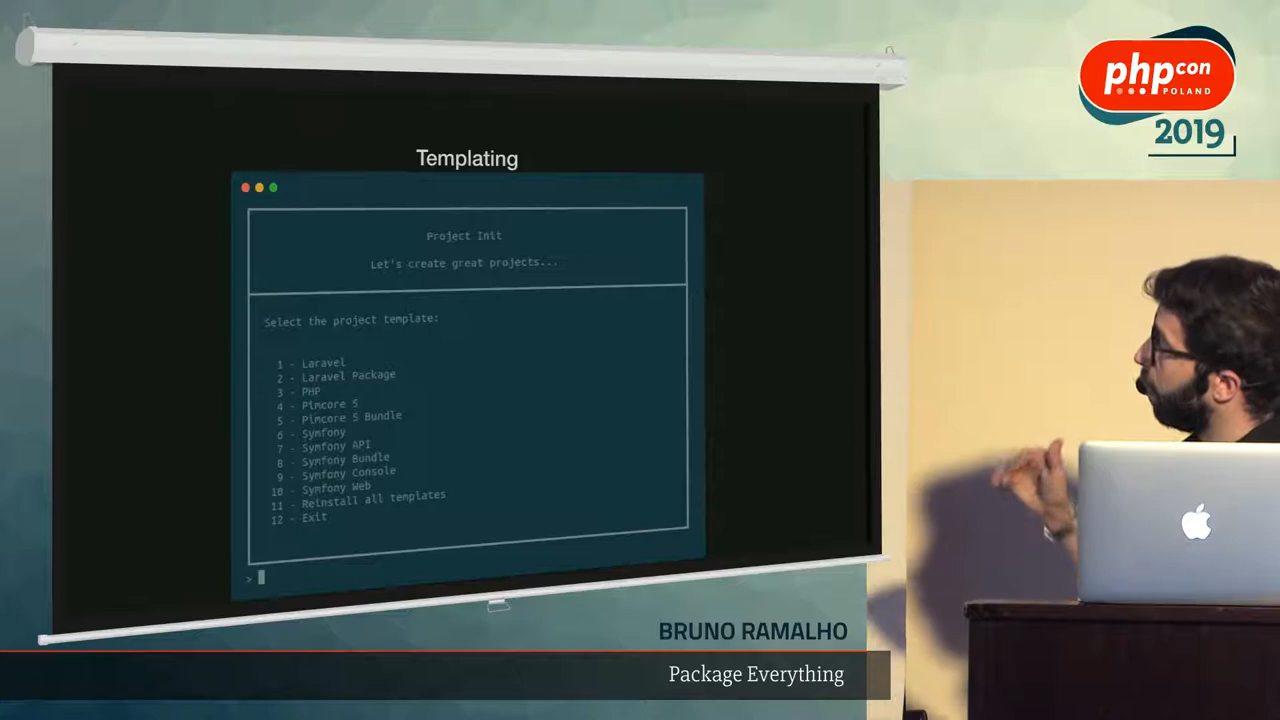 Templating
Project Init
Let's create great projects...
Select the project template:
1 - Laravel
2 - Laravel Package
3 - PHP
4 - Pimcore 5
5 - Pimcore 5 Bundle
6 - Symfony
7 - Symfony API
8 - Symfony Bundle
9 - Symfony Console
10 - Symfony Web
11 - Reinstall all templates
12 - Exit
>
php con
POLAND
2019
BRUNO RAMALHO
Package Everything